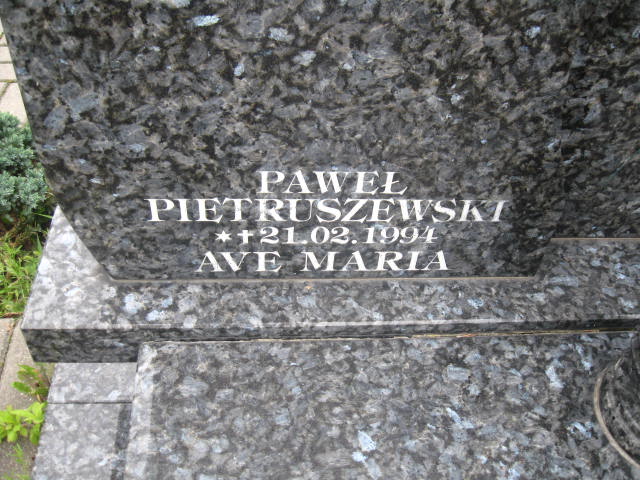 PAWEŁ
PIETRUSZEWSKI
*✝21.02.1994
AVE MARIA